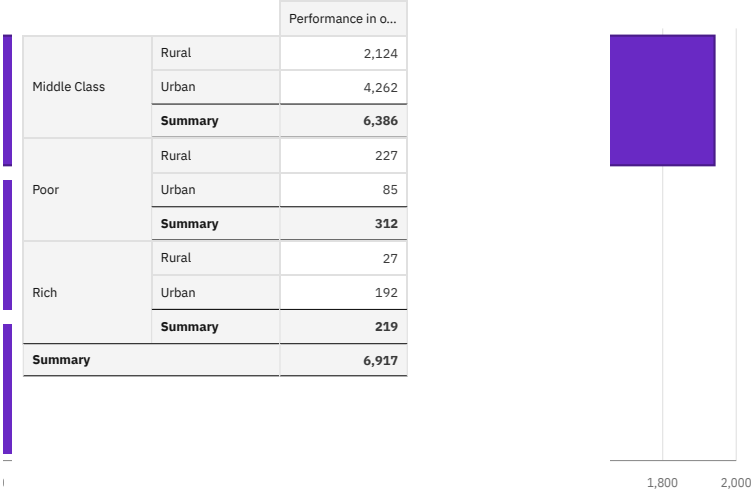 Performance in o...
Middle Class Rural 2,124
Urban 4,262
Summary 6,386
Poor Rural 227
Urban 85
Summary 312
Rich Rural 27
Urban 192
Summary 219
Summary 6,917
1,800 2,000